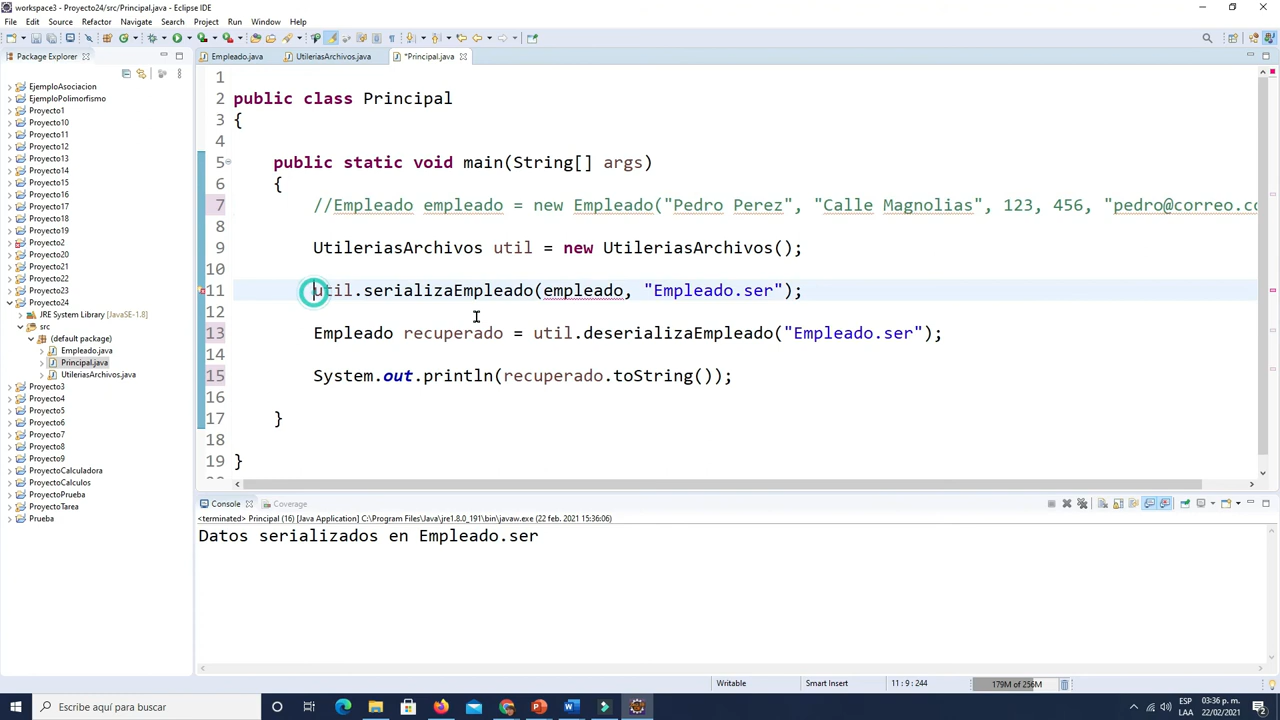 workspace3 - Proyecto24/src/Principal.java - Eclipse IDE
File Edit Source Refactor Navigate Search Project Run Window Help
Package Explorer
Empleado.java UtileriasArchivos.java *Principal.java
EjemploAsociacion
EjemploPolimorfismo
Proyecto1
Proyecto10
Proyecto11
Proyecto12
Proyecto13
Proyecto14
Proyecto15
Proyecto16
Proyecto17
Proyecto18
Proyecto19
Proyecto2
Proyecto20
Proyecto21
Proyecto22
Proyecto23
Proyecto24
JRE System Library [JavaSE-1.8]
src
(default package)
Empleado.java
Principal.java
UtileriasArchivos.java
Proyecto3
Proyecto4
Proyecto5
Proyecto6
Proyecto7
Proyecto8
Proyecto9
ProyectoCalculadora
ProyectoCalculos
ProyectoPrueba
ProyectoTarea
Prueba
1
2 public class Principal
3 {
4
5 public static void main(String[] args)
6 {
7 //Empleado empleado = new Empleado("Pedro Perez", "Calle Magnolias", 123, 456, "pedro@correo.co
8
9 UtileriasArchivos util = new UtileriasArchivos();
10
11 util.serializaEmpleado(empleado, "Empleado.ser");
12
13 Empleado recuperado = util.deserializaEmpleado("Empleado.ser");
14
15 System.out.println(recuperado.toString());
16
17 }
18
19 }
Console Coverage
<terminated> Principal (16) [Java Application] C:\Program Files\Java\jre1.8.0_191\bin\javaw.exe (22 feb. 2021 15:36:06)
Datos serializados en Empleado.ser
Writable Smart Insert 11 : 9 : 244 179M of 256M
Escribe aquí para buscar
ESP 03:36 p. m.
LAA 22/02/2021